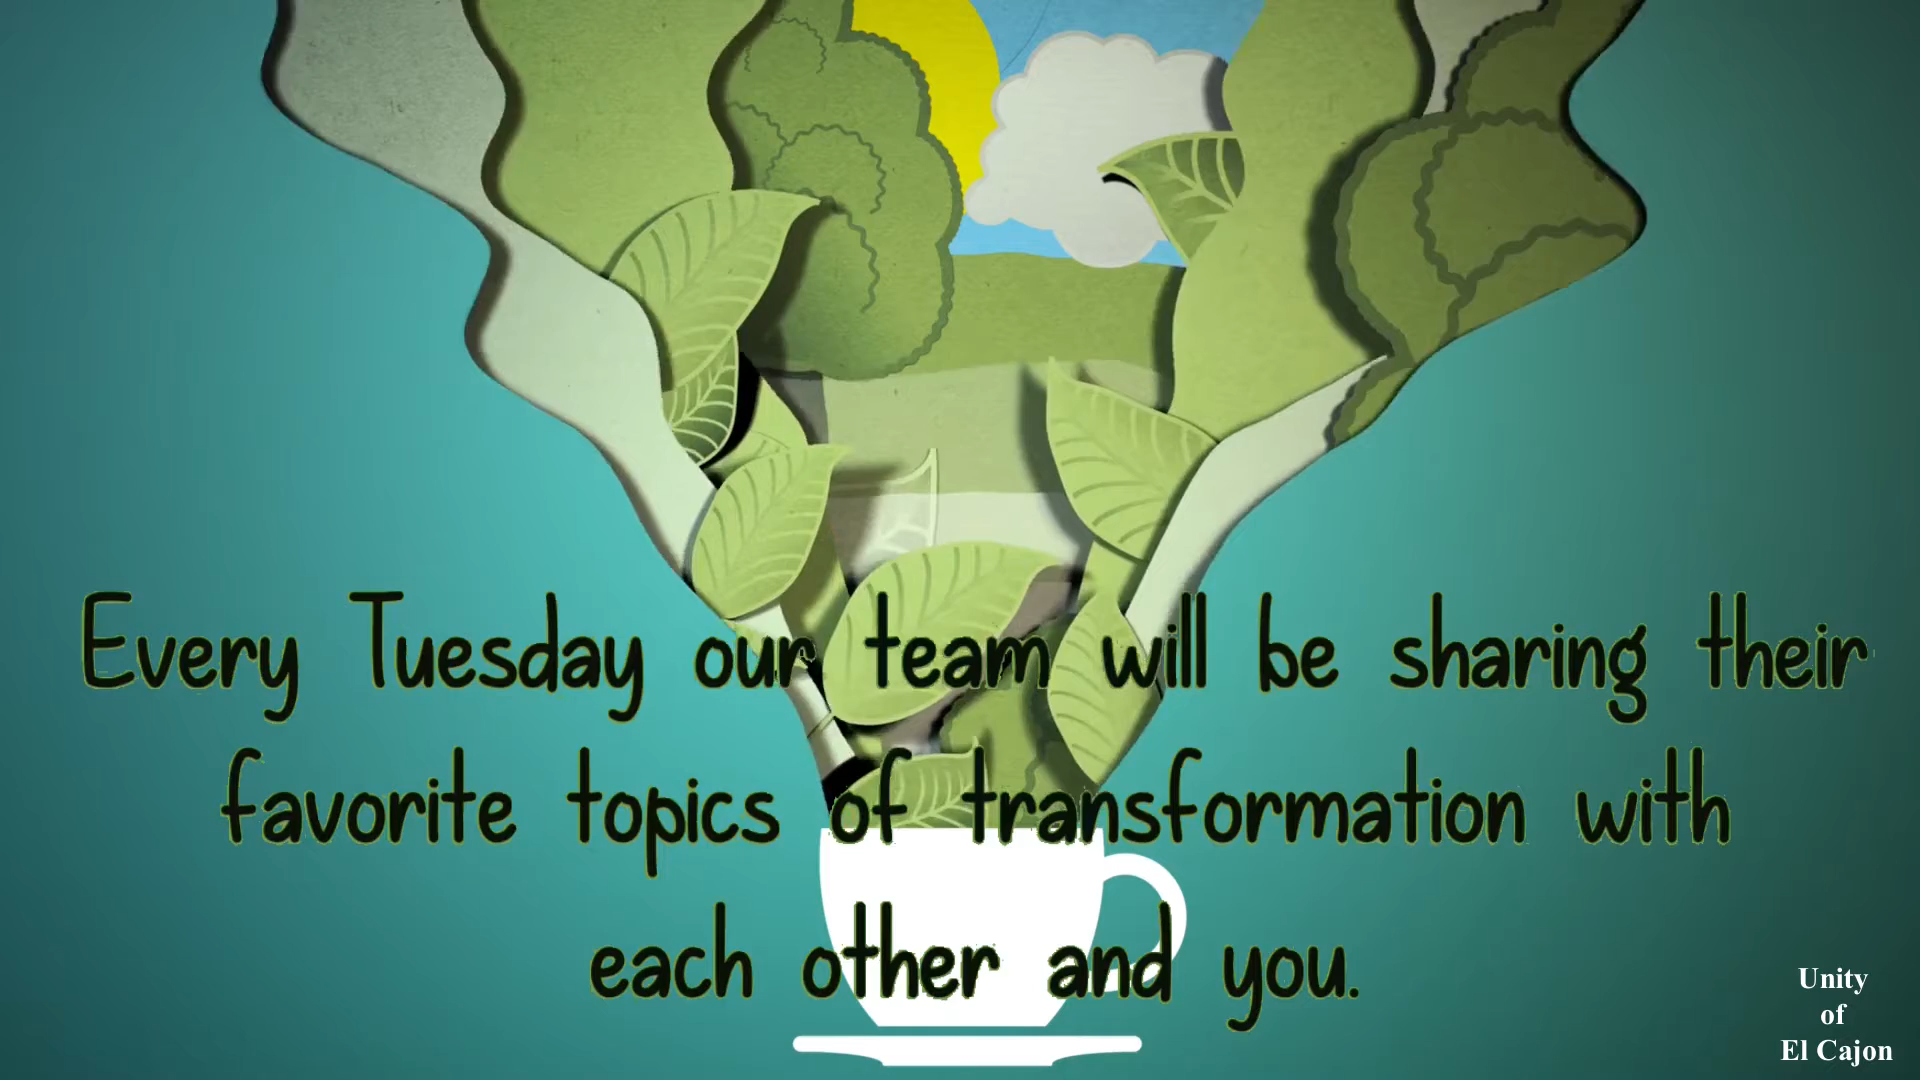 Every Tuesday our team will be sharing their
favorite topics of transformation with
each other and you.
Unity
of
El Cajon